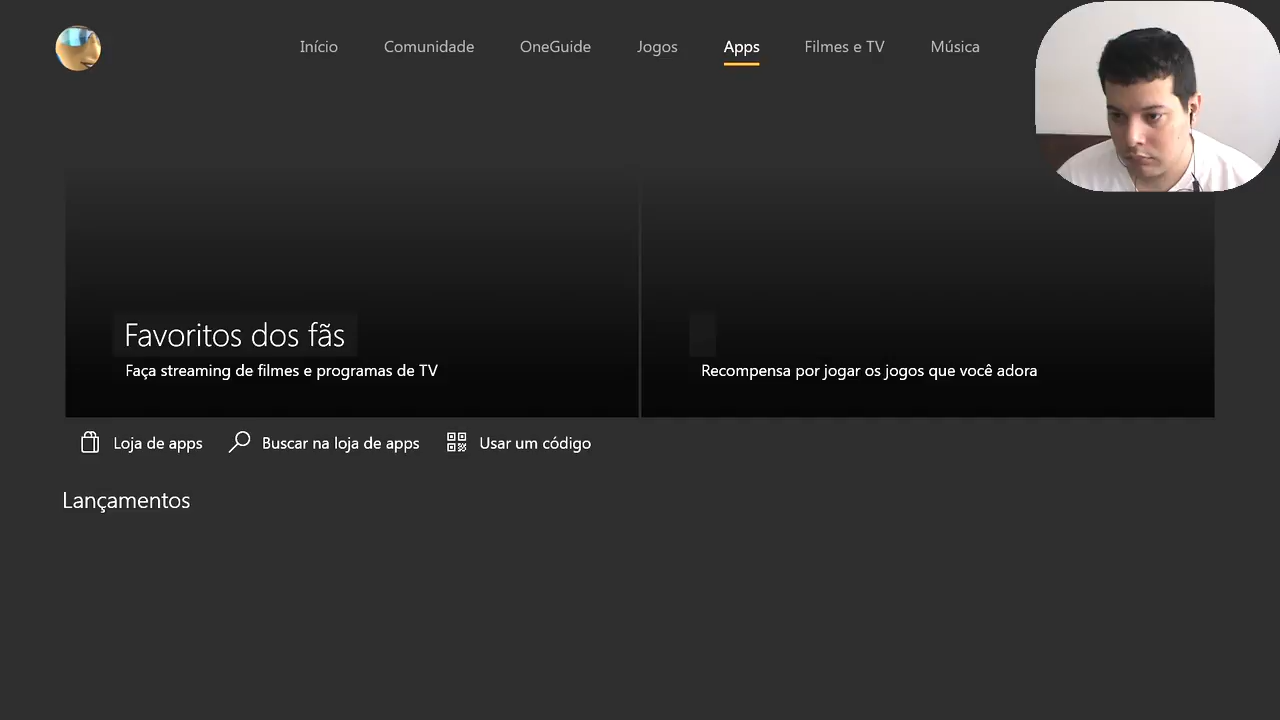 Início Comunidade OneGuide Jogos Apps Filmes e TV Música
Favoritos dos fãs
Faça streaming de filmes e programas de TV
Recompensa por jogar os jogos que você adora
Loja de apps Buscar na loja de apps Usar um código
Lançamentos